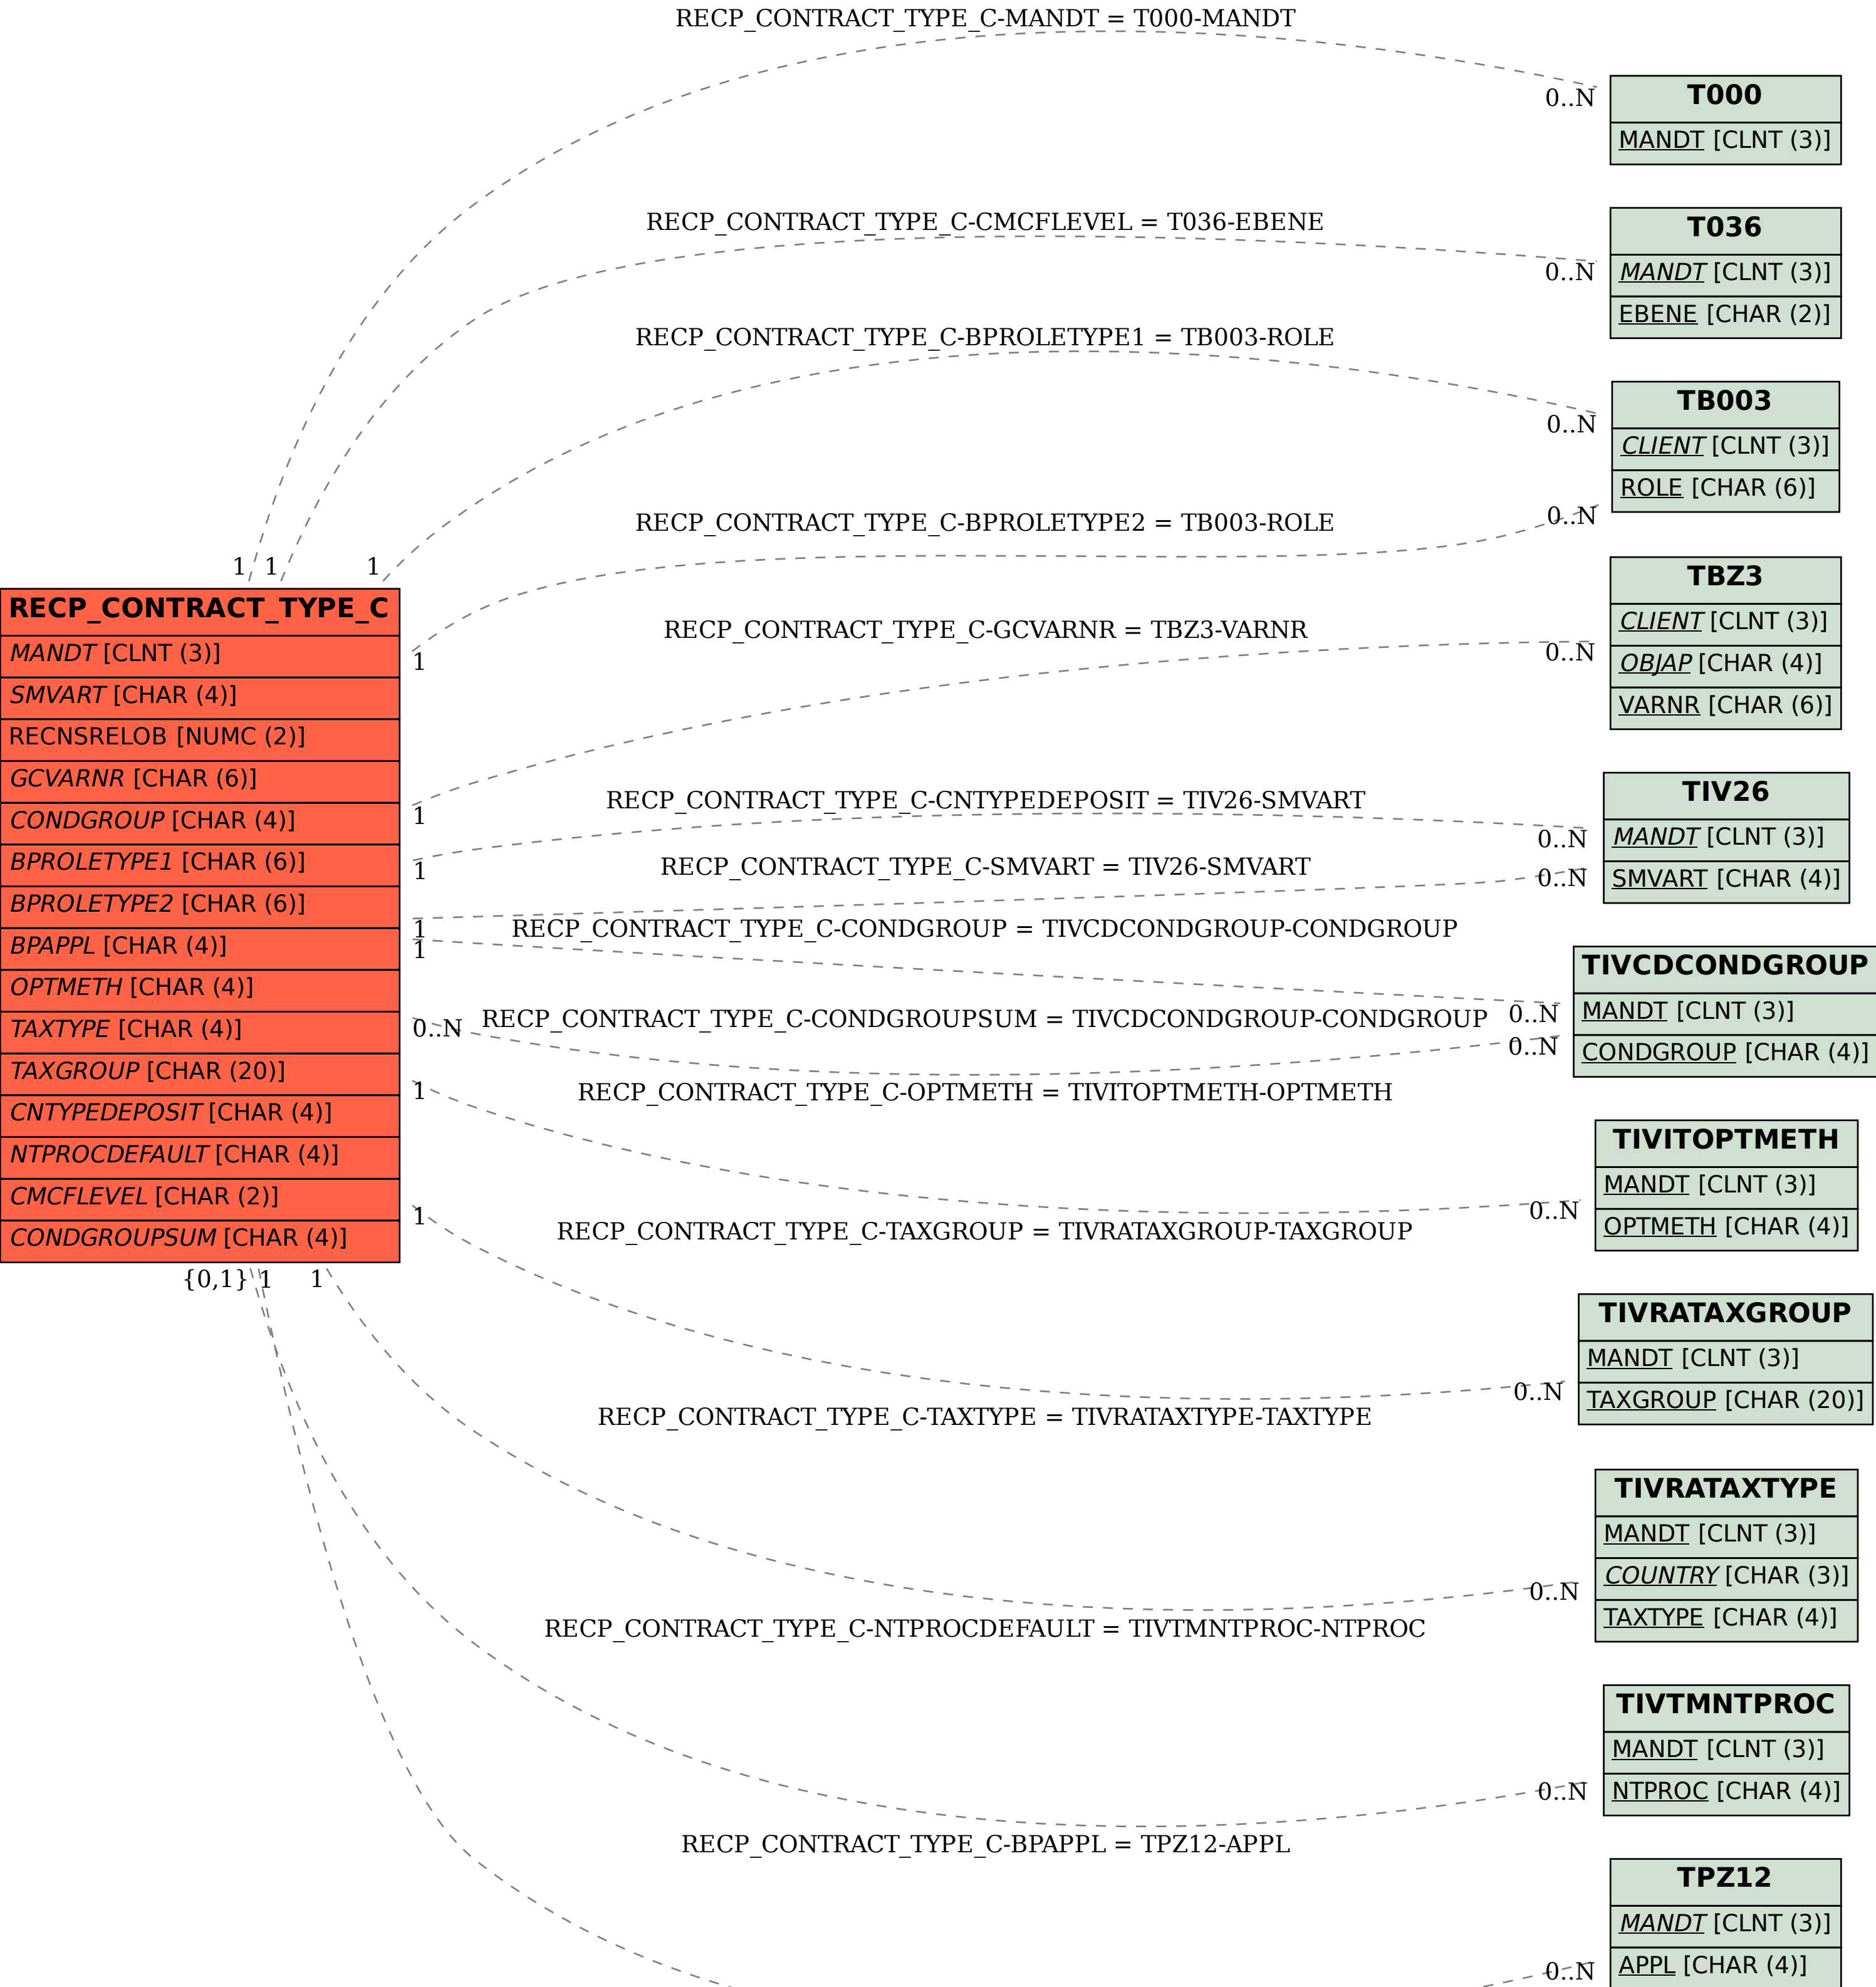 RECP_CONTRACT_TYPE_C-MANDT = T000-MANDT
0..N
T000
MANDT [CLNT (3)]
RECP_CONTRACT_TYPE_C-CMCFLEVEL = T036-EBENE
0..N
T036
MANDT [CLNT (3)]
EBENE [CHAR (2)]
RECP_CONTRACT_TYPE_C-BPROLETYPE1 = TB003-ROLE
0..N
TB003
CLIENT [CLNT (3)]
ROLE [CHAR (6)]
RECP_CONTRACT_TYPE_C-BPROLETYPE2 = TB003-ROLE
0..N
1 1 1
RECP_CONTRACT_TYPE_C
MANDT [CLNT (3)]
SMVART [CHAR (4)]
RECNSRELOB [NUMC (2)]
GCVARNR [CHAR (6)]
CONDGROUP [CHAR (4)]
BPROLETYPE1 [CHAR (6)]
BPROLETYPE2 [CHAR (6)]
BPAPPL [CHAR (4)]
OPTMETH [CHAR (4)]
TAXTYPE [CHAR (4)]
TAXGROUP [CHAR (20)]
CNTYPEDEPOSIT [CHAR (4)]
NTPROCDEFAULT [CHAR (4)]
CMCFLEVEL [CHAR (2)]
CONDGROUPSUM [CHAR (4)]
{0,1} 1 1
1
RECP_CONTRACT_TYPE_C-GCVARNR = TBZ3-VARNR
0..N
TBZ3
CLIENT [CLNT (3)]
OBJAP [CHAR (4)]
VARNR [CHAR (6)]
1
RECP_CONTRACT_TYPE_C-CNTYPEDEPOSIT = TIV26-SMVART
0..N
1
RECP_CONTRACT_TYPE_C-SMVART = TIV26-SMVART
0..N
TIV26
MANDT [CLNT (3)]
SMVART [CHAR (4)]
1
RECP_CONTRACT_TYPE_C-CONDGROUP = TIVCDCONDGROUP-CONDGROUP
1
0..N
TIVCDCONDGROUP
MANDT [CLNT (3)]
CONDGROUP [CHAR (4)]
0..N
RECP_CONTRACT_TYPE_C-CONDGROUPSUM = TIVCDCONDGROUP-CONDGROUP
0..N
1
RECP_CONTRACT_TYPE_C-OPTMETH = TIVITOPTMETH-OPTMETH
0..N
TIVITOPTMETH
MANDT [CLNT (3)]
OPTMETH [CHAR (4)]
1
RECP_CONTRACT_TYPE_C-TAXGROUP = TIVRATAXGROUP-TAXGROUP
0..N
TIVRATAXGROUP
MANDT [CLNT (3)]
TAXGROUP [CHAR (20)]
RECP_CONTRACT_TYPE_C-TAXTYPE = TIVRATAXTYPE-TAXTYPE
0..N
TIVRATAXTYPE
MANDT [CLNT (3)]
COUNTRY [CHAR (3)]
TAXTYPE [CHAR (4)]
RECP_CONTRACT_TYPE_C-NTPROCDEFAULT = TIVTMNTPROC-NTPROC
0..N
TIVTMNTPROC
MANDT [CLNT (3)]
NTPROC [CHAR (4)]
RECP_CONTRACT_TYPE_C-BPAPPL = TPZ12-APPL
0..N
TPZ12
MANDT [CLNT (3)]
APPL [CHAR (4)]